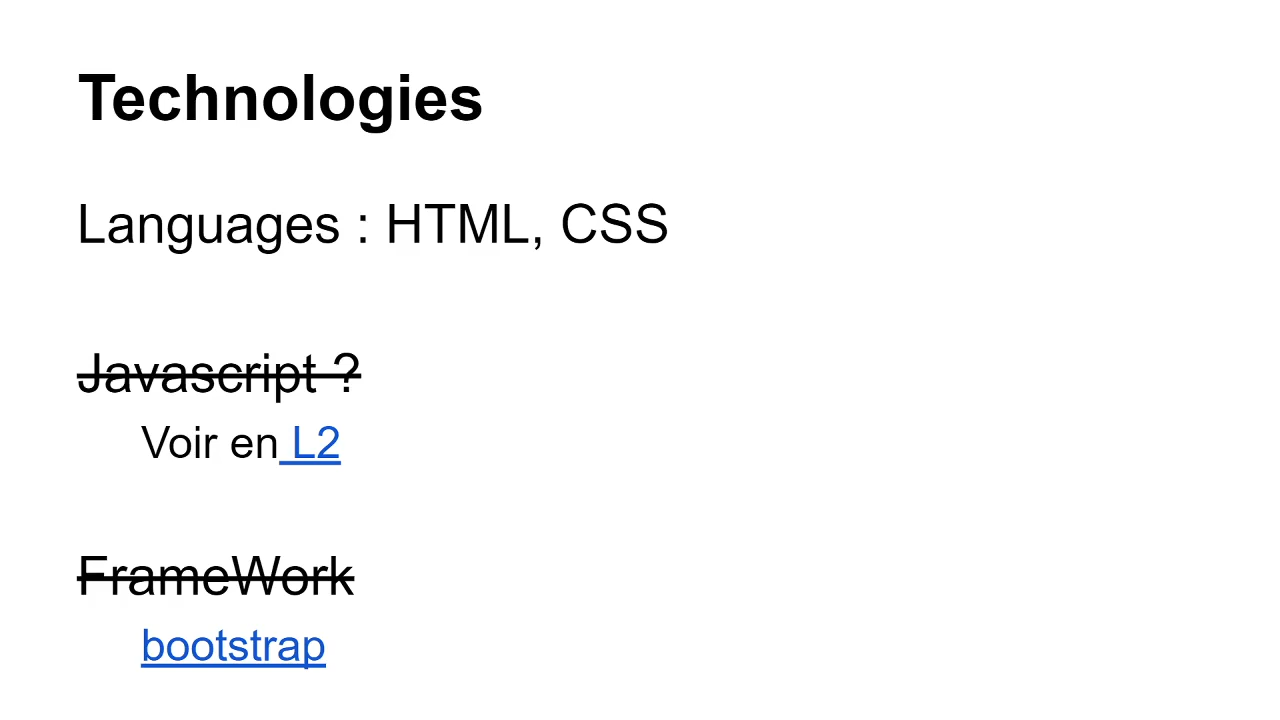 Technologies
Languages : HTML, CSS
Javascript ?
Voir en L2
FrameWork
bootstrap